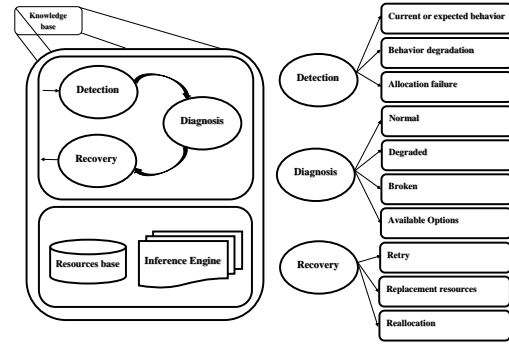 Knowledge
base
Detection
Diagnosis
Recovery
Resources base
Inference Engine
Detection
Current or expected behavior
Behavior degradation
Allocation failure
Diagnosis
Normal
Degraded
Broken
Available Options
Recovery
Retry
Replacement resources
Reallocation